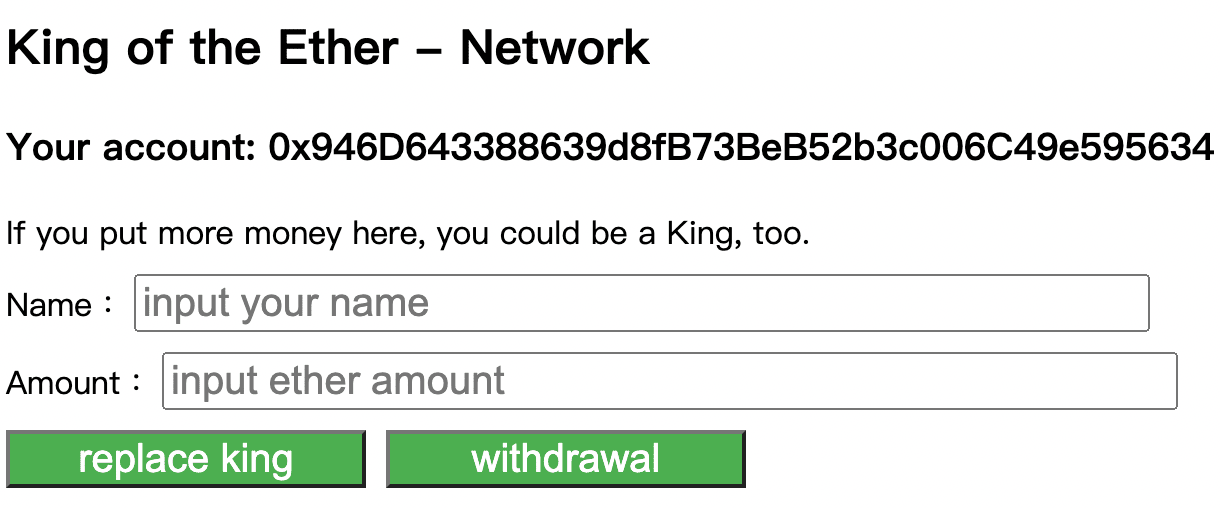 King of the Ether – Network
Your account: 0x946D643388639d8fB73BeB52b3c006C49e595634
If you put more money here, you could be a King, too.
Name：input your name
Amount：input ether amount
replace king withdrawal